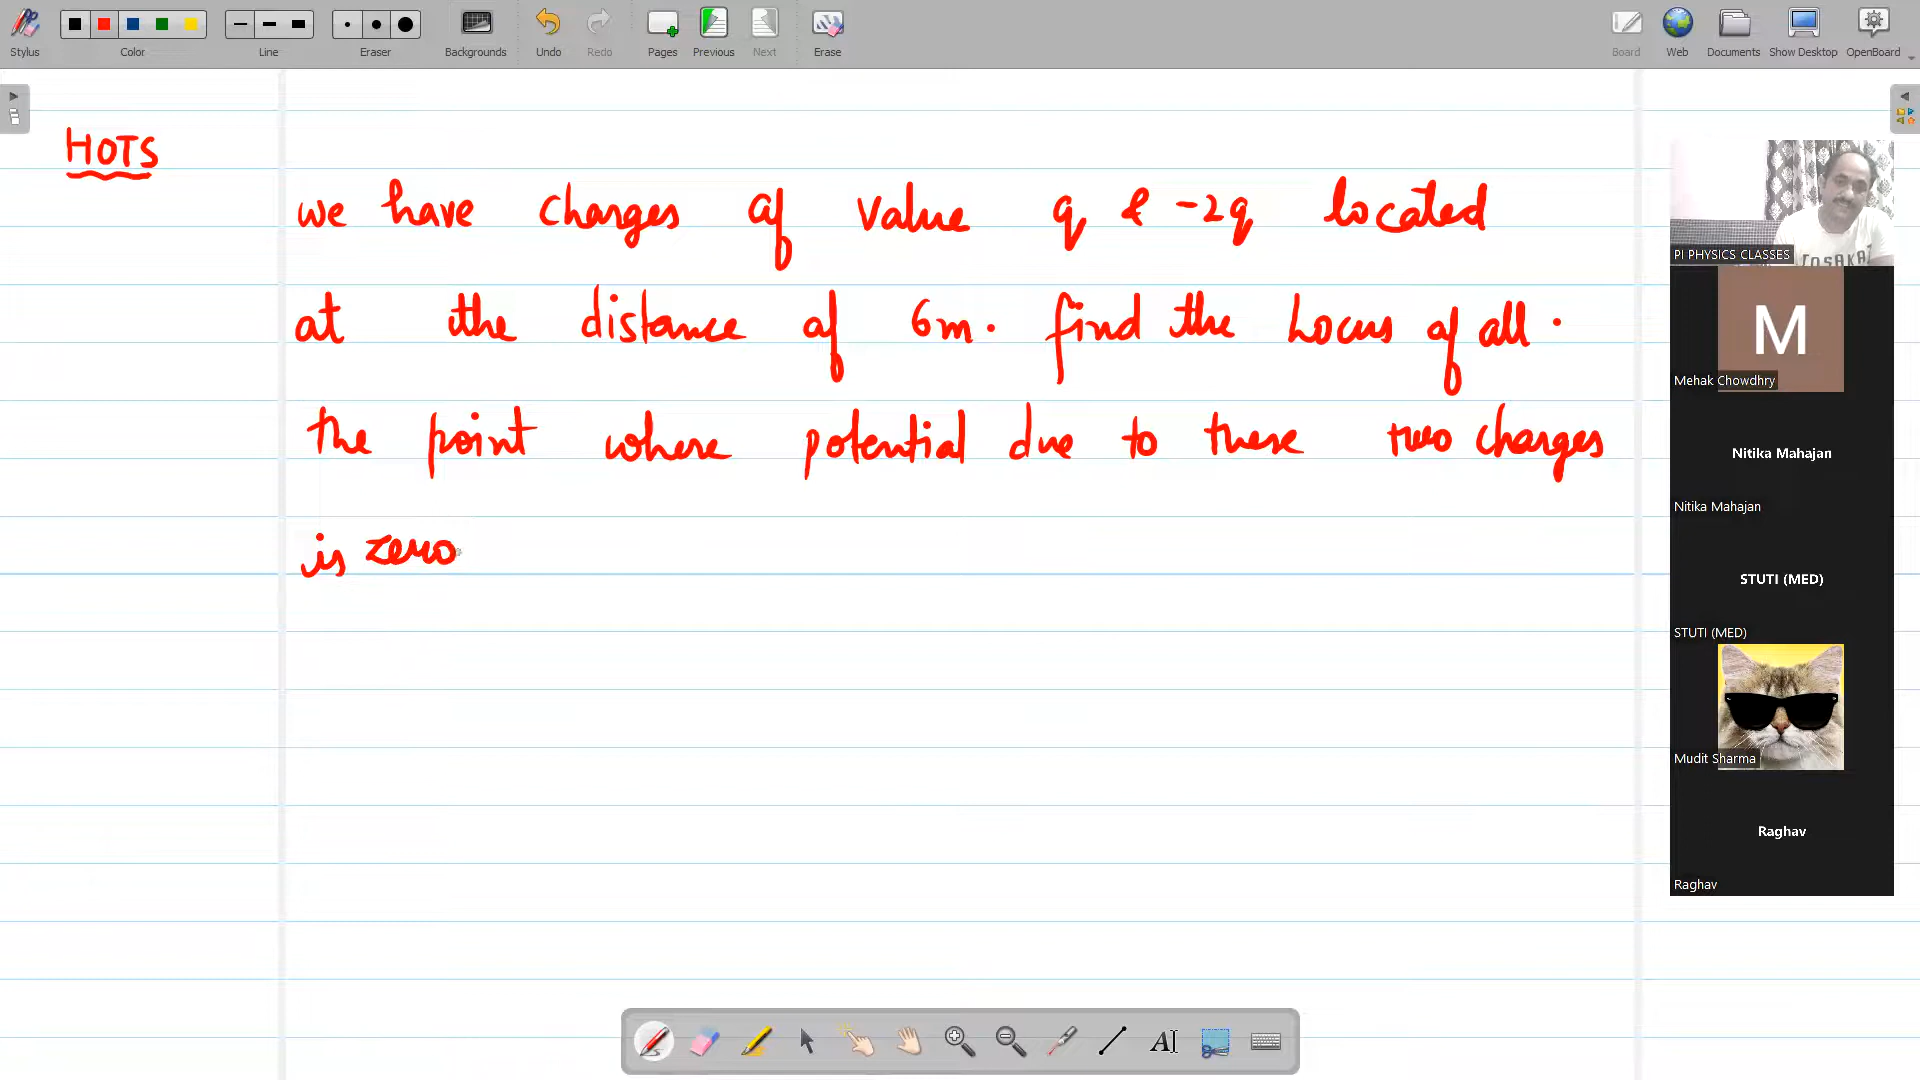 Stylus Color Line Eraser Backgrounds Undo Redo Pages Previous Next Erase Board Web Documents Show Desktop OpenBoard
HOTS
we have charges of value q & -2q located
at the distance of 6m. find the Locus of all .
the point where potential due to these two charges
is zero
PI PHYSICS CLASSES
TOSAKA
M
Mehak Chowdhry
Nitika Mahajan
Nitika Mahajan
STUTI (MED)
STUTI (MED)
Mudit Sharma
Raghav
Raghav